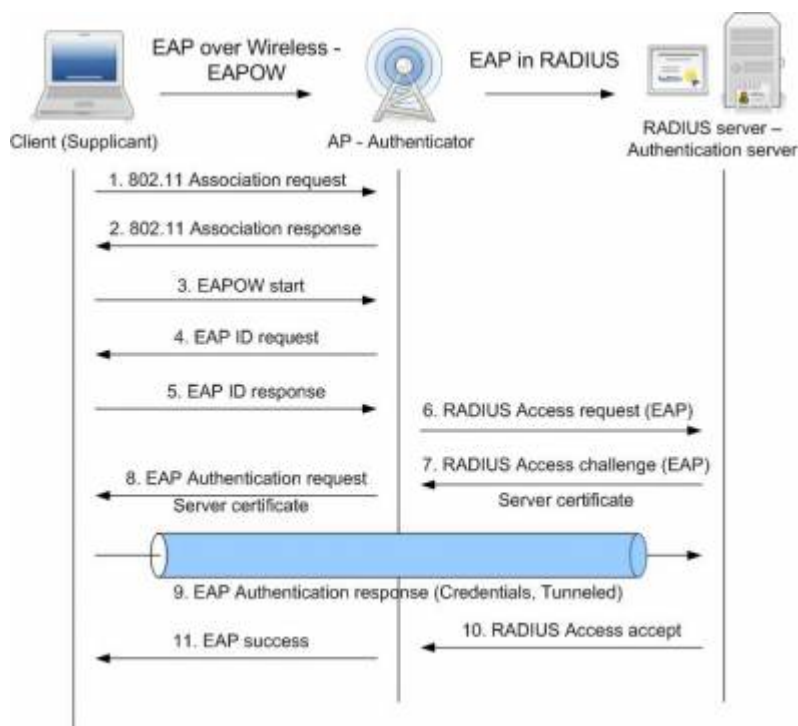 EAP over Wireless -
EAPOW
EAP in RADIUS
Client (Supplicant)
AP - Authenticator
RADIUS server –
Authentication server
1. 802.11 Association request
2. 802.11 Association response
3. EAPOW start
4. EAP ID request
5. EAP ID response
6. RADIUS Access request (EAP)
7. RADIUS Access challenge (EAP)
Server certificate
8. EAP Authentication request
Server certificate
9. EAP Authentication response (Credentials, Tunneled)
10. RADIUS Access accept
11. EAP success